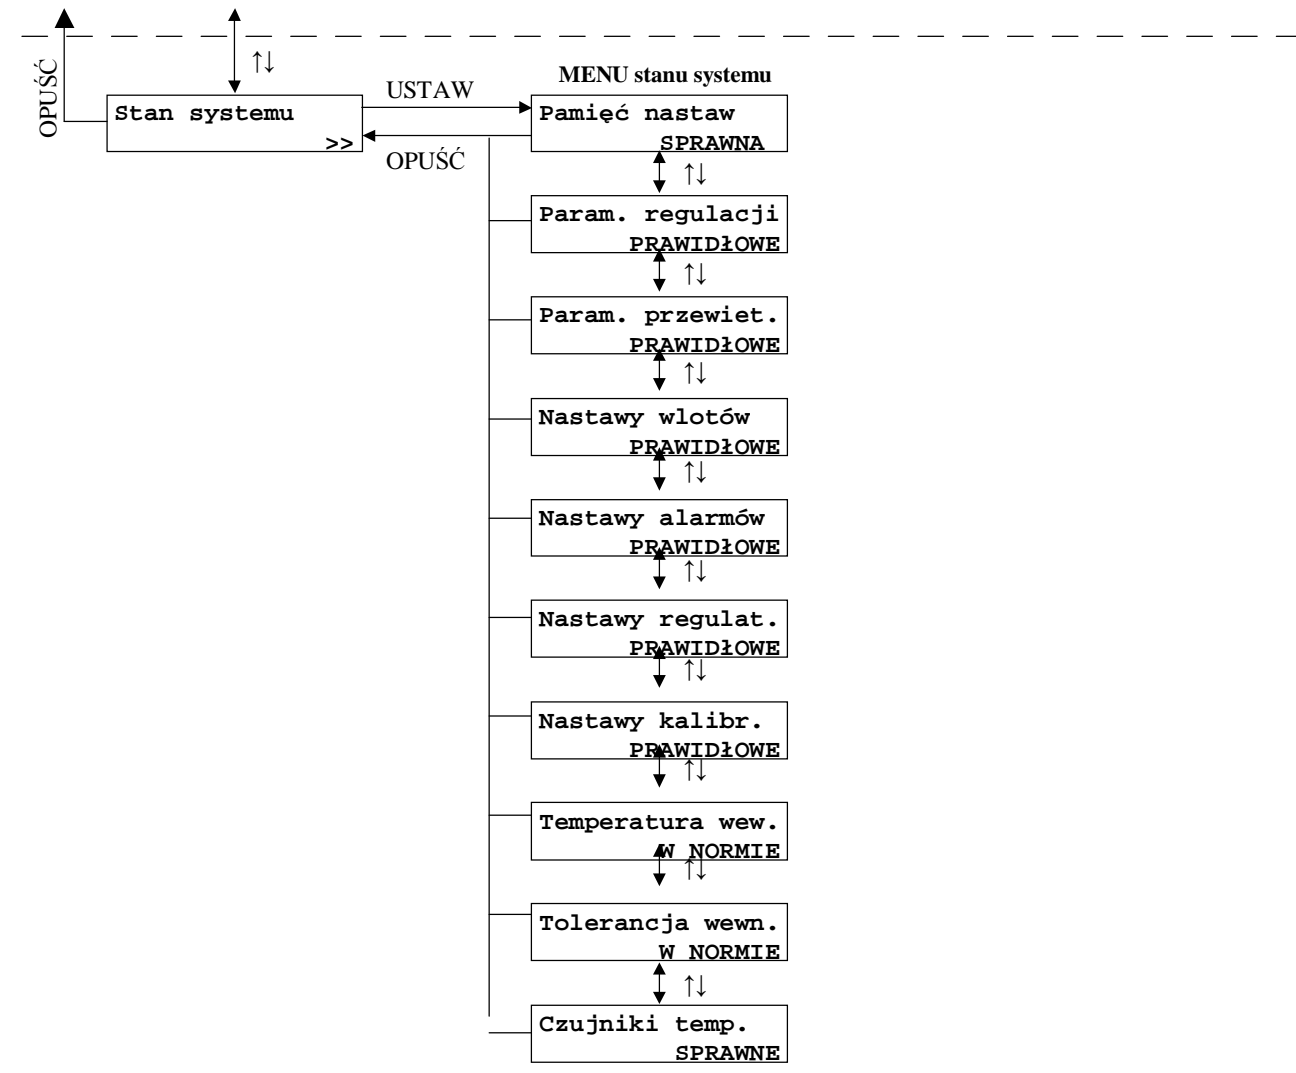 OPUŚĆ
↑↓
MENU stanu systemu
Stan systemu
>>
USTAW
OPUŚĆ
Pamięć nastaw
SPRAWNA
↑↓
Param. regulacji
PRAWIDłOWE
↑↓
Param. przewiet.
PRAWIDłOWE
↑↓
Nastawy wlotów
PRAWIDłOWE
↑↓
Nastawy alarmów
PRAWIDłOWE
↑↓
Nastawy regulat.
PRAWIDłOWE
↑↓
Nastawy kalibr.
PRAWIDłOWE
↑↓
Temperatura wew.
W NORMIE
↑↓
Tolerancja wewn.
W NORMIE
↑↓
Czujniki temp.
SPRAWNE